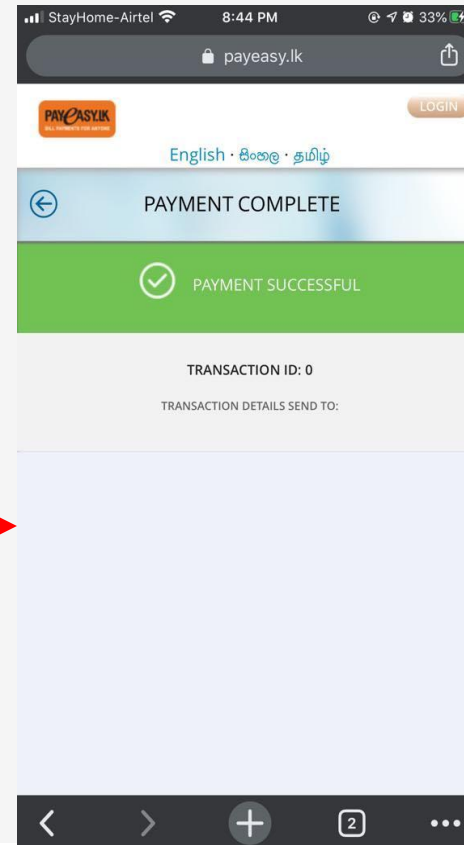 StayHome-Airtel 8:44 PM 33%
payeasy.lk
PAYEASY.lK
LOGIN
English · සිංහල · தமிழ்
PAYMENT COMPLETE
PAYMENT SUCCESSFUL
TRANSACTION ID: 0
TRANSACTION DETAILS SEND TO:
2